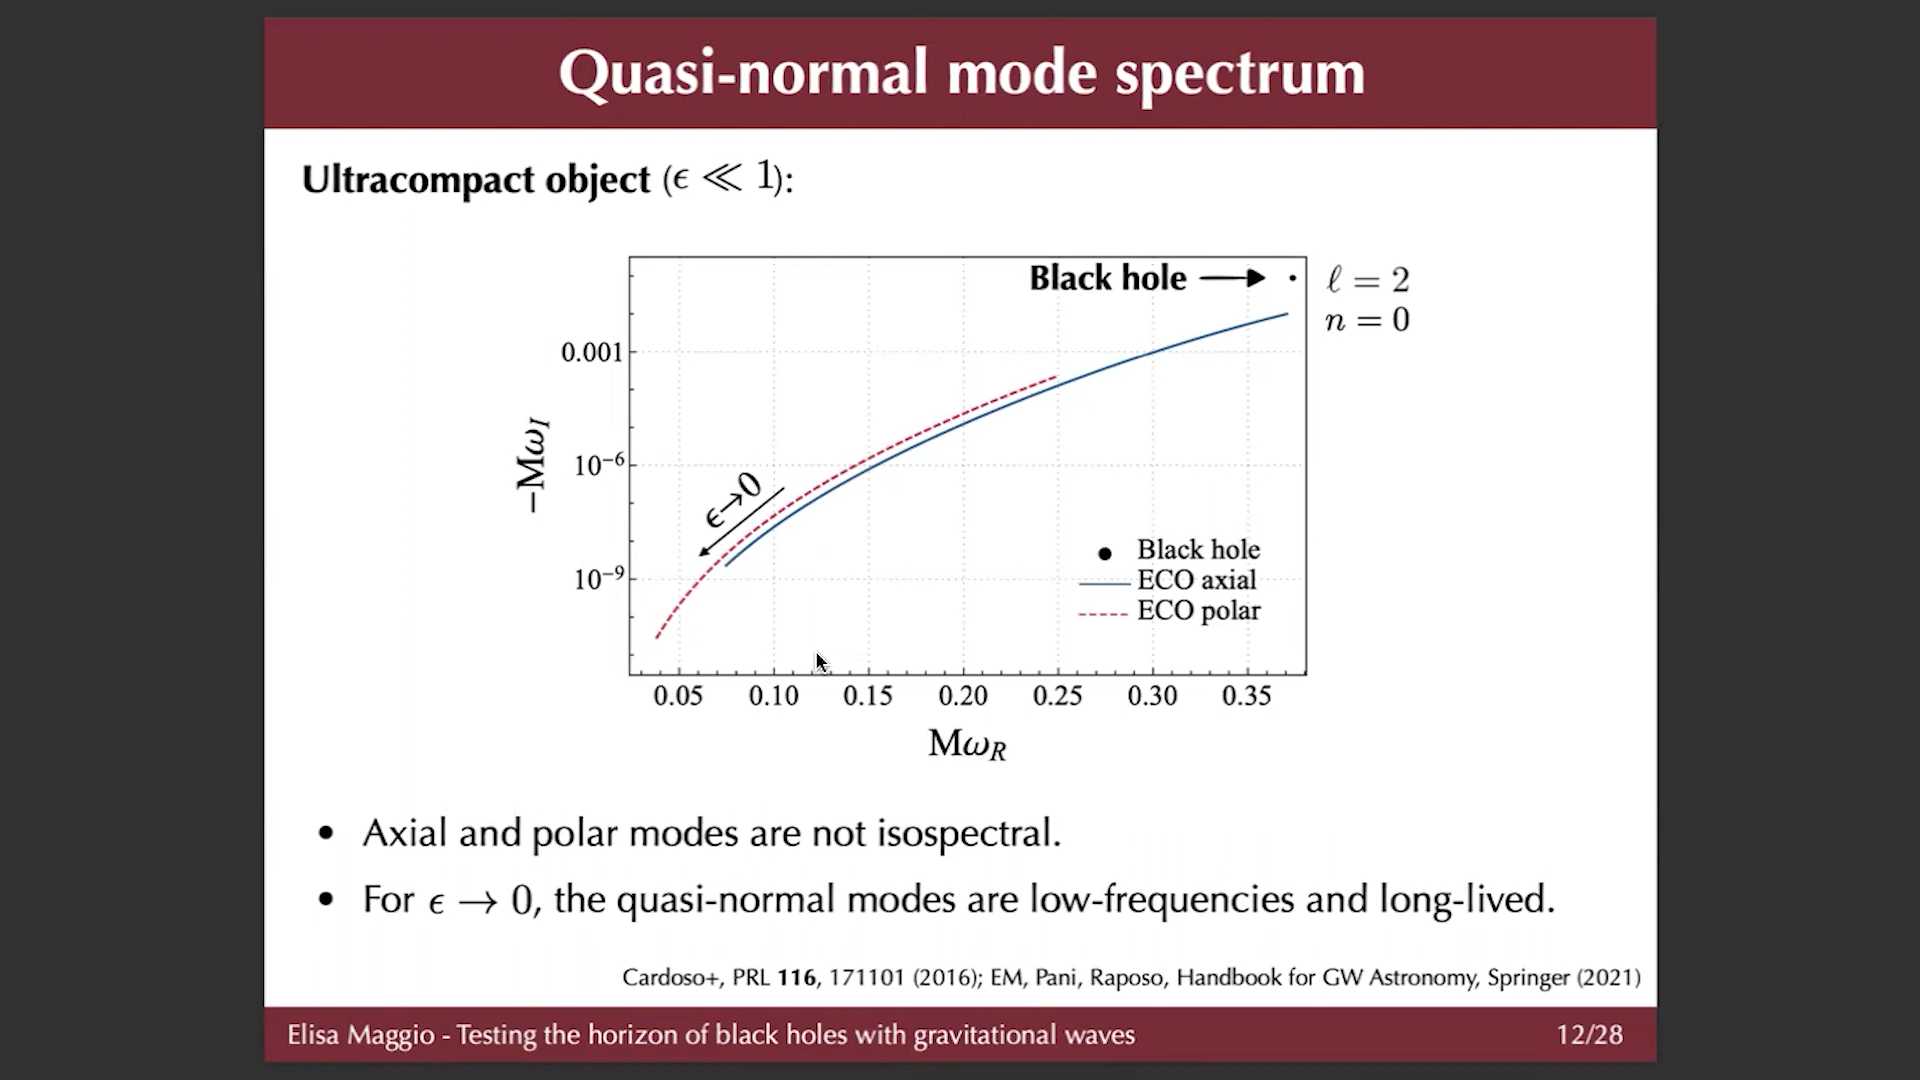 Quasi-normal mode spectrum
Ultracompact object (ϵ ≪ 1):
Black hole
ℓ = 2
n = 0
0.001
10⁻⁶
10⁻⁹
−Mω_I
ϵ→0
Black hole
ECO axial
ECO polar
0.05 0.10 0.15 0.20 0.25 0.30 0.35
Mω_R
• Axial and polar modes are not isospectral.
• For ϵ → 0, the quasi-normal modes are low-frequencies and long-lived.
Cardoso+, PRL 116, 171101 (2016); EM, Pani, Raposo, Handbook for GW Astronomy, Springer (2021)
Elisa Maggio - Testing the horizon of black holes with gravitational waves 12/28